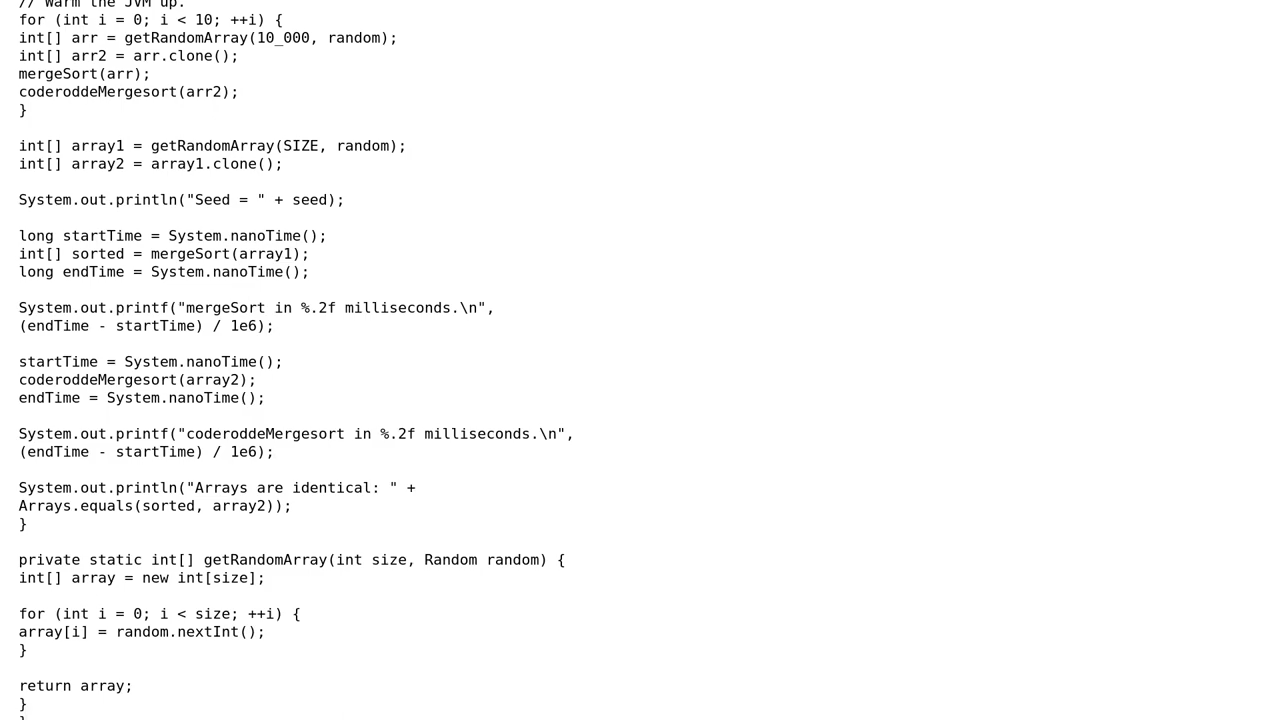 // Warm the JVM up.
for (int i = 0; i < 10; ++i) {
int[] arr = getRandomArray(10_000, random);
int[] arr2 = arr.clone();
mergeSort(arr);
coderoddeMergesort(arr2);
}

int[] array1 = getRandomArray(SIZE, random);
int[] array2 = array1.clone();

System.out.println("Seed = " + seed);

long startTime = System.nanoTime();
int[] sorted = mergeSort(array1);
long endTime = System.nanoTime();

System.out.printf("mergeSort in %.2f milliseconds.\n",
(endTime - startTime) / 1e6);

startTime = System.nanoTime();
coderoddeMergesort(array2);
endTime = System.nanoTime();

System.out.printf("coderoddeMergesort in %.2f milliseconds.\n",
(endTime - startTime) / 1e6);

System.out.println("Arrays are identical: " +
Arrays.equals(sorted, array2));
}

private static int[] getRandomArray(int size, Random random) {
int[] array = new int[size];

for (int i = 0; i < size; ++i) {
array[i] = random.nextInt();
}

return array;
}
}